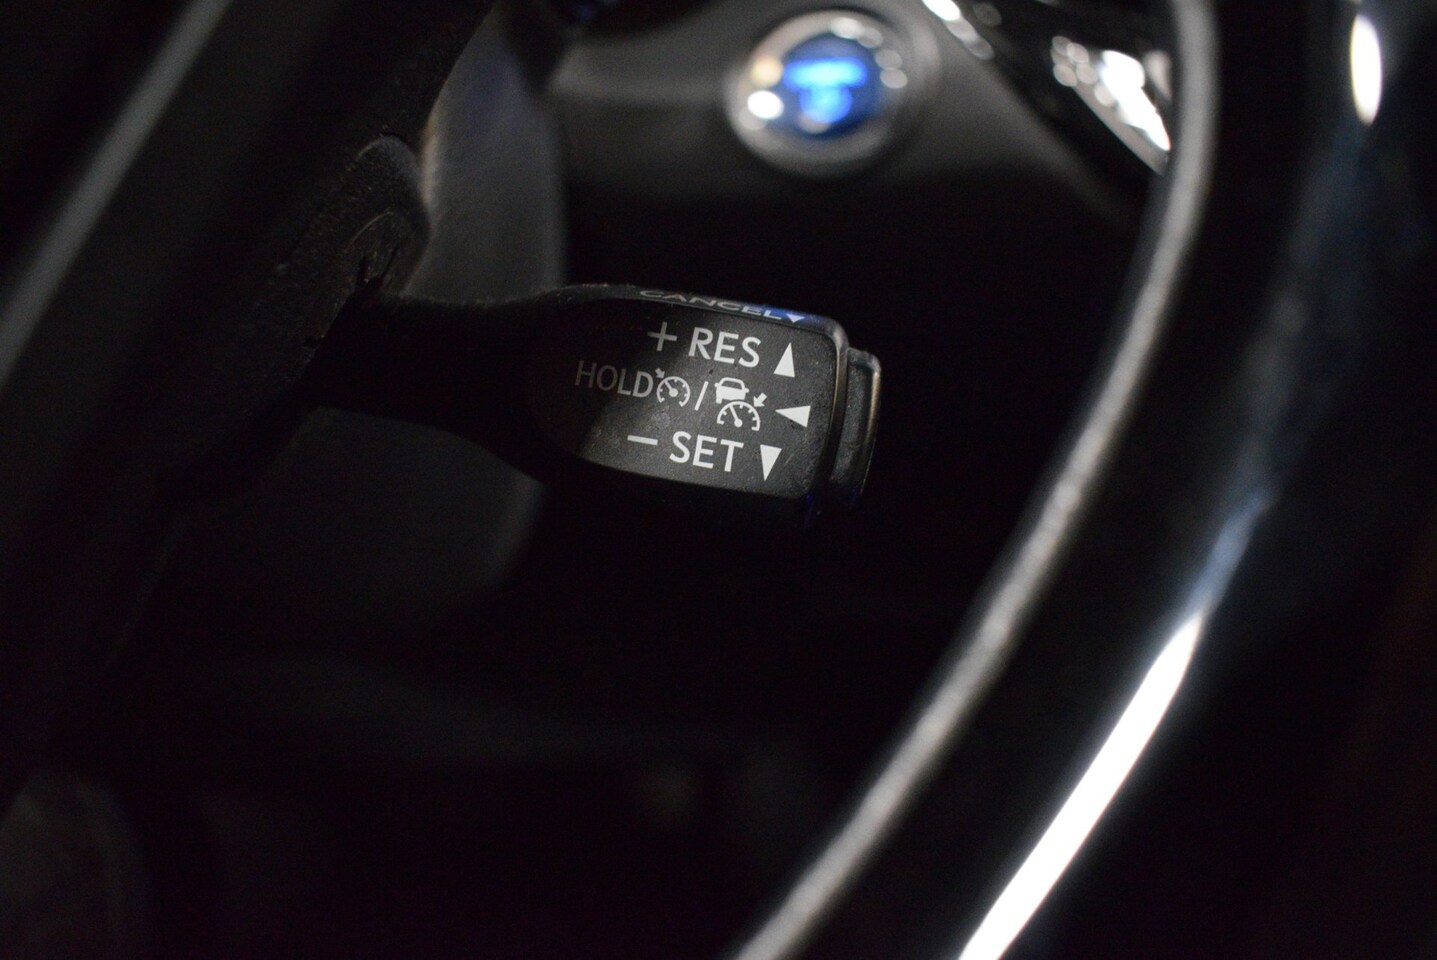 CANCEL▼
+ RES ▲
HOLD / ◄
− SET ▼